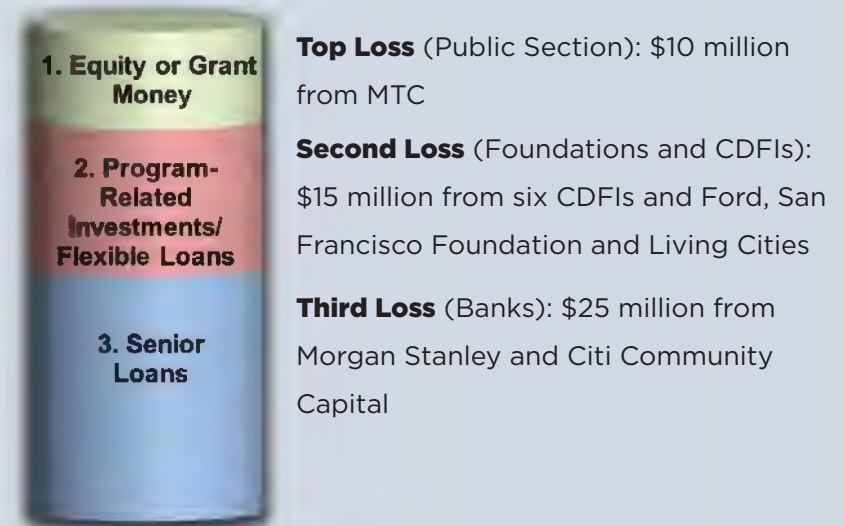 1. Equity or Grant
Money
2. Program-
Related
Investments/
Flexible Loans
3. Senior
Loans
Top Loss (Public Section): $10 million
from MTC
Second Loss (Foundations and CDFIs):
$15 million from six CDFIs and Ford, San
Francisco Foundation and Living Cities
Third Loss (Banks): $25 million from
Morgan Stanley and Citi Community
Capital